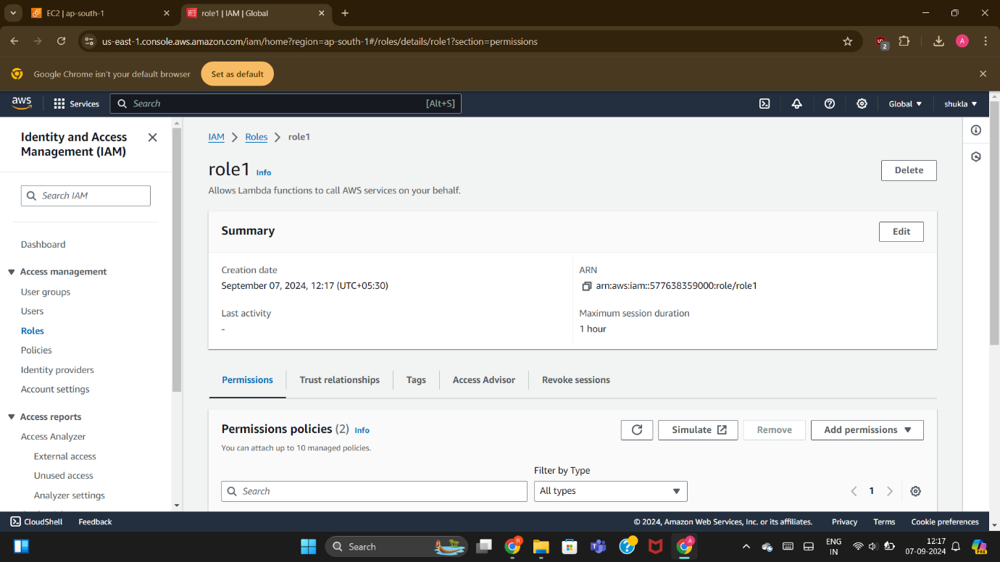 EC2 | ap-south-1
role1 | IAM | Global
us-east-1.console.aws.amazon.com/iam/home?region=ap-south-1#/roles/details/role1?section=permissions
2
A
Google Chrome isn't your default browser
Set as default
aws
Services
Search
[Alt+S]
Global
shukla
Identity and Access
Management (IAM)
Search IAM
Dashboard
Access management
User groups
Users
Roles
Policies
Identity providers
Account settings
Access reports
Access Analyzer
External access
Unused access
Analyzer settings
IAM > Roles > role1
role1 Info
Delete
Allows Lambda functions to call AWS services on your behalf.
Summary
Edit
Creation date
September 07, 2024, 12:17 (UTC+05:30)
ARN
arn:aws:iam::577638359000:role/role1
Last activity
-
Maximum session duration
1 hour
Permissions
Trust relationships
Tags
Access Advisor
Revoke sessions
Permissions policies (2) Info
You can attach up to 10 managed policies.
Simulate
Remove
Add permissions
Filter by Type
Search
All types
1
CloudShell
Feedback
© 2024, Amazon Web Services, Inc. or its affiliates.
Privacy
Terms
Cookie preferences
Search
R
A
ENG
IN
12:17
07-09-2024
PRE